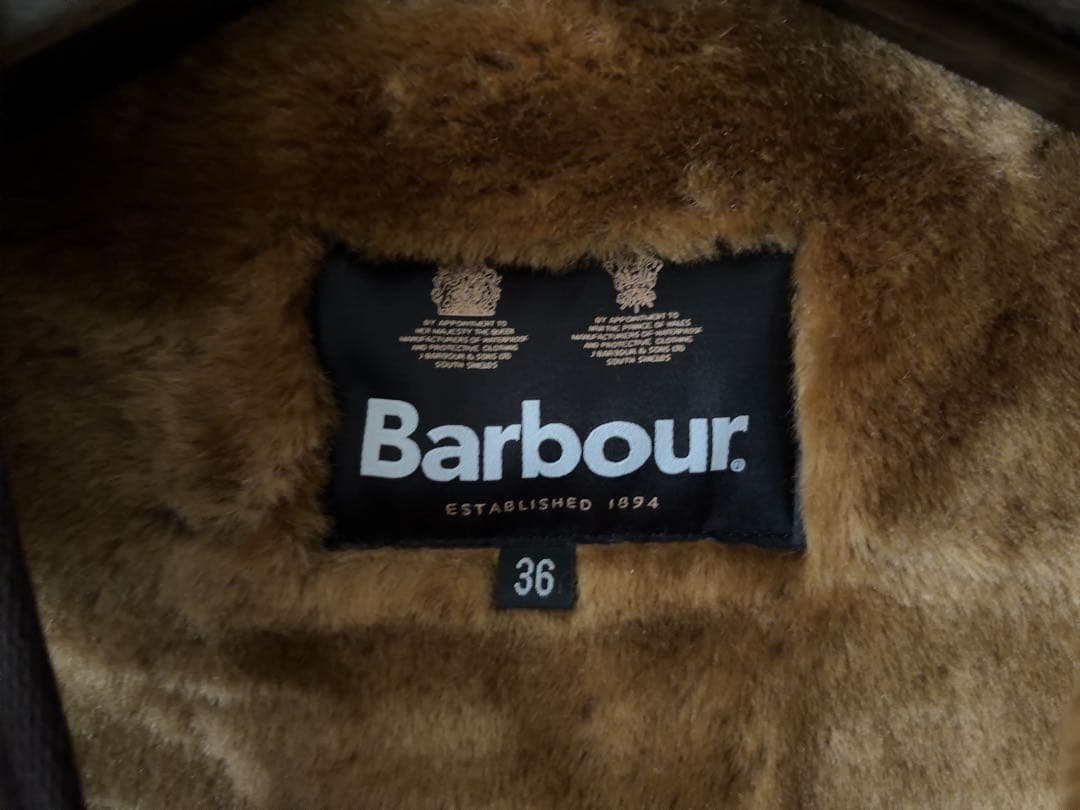 BY APPOINTMENT TO
HER MAJESTY THE QUEEN
MANUFACTURERS OF WATERPROOF
AND PROTECTIVE CLOTHING
J BARBOUR & SONS LTD
SOUTH SHIELDS
BY APPOINTMENT TO
HRH THE PRINCE OF WALES
MANUFACTURERS OF WATERPROOF
AND PROTECTIVE CLOTHING
J BARBOUR & SONS LTD
SOUTH SHIELDS
Barbour®
ESTABLISHED 1894
36